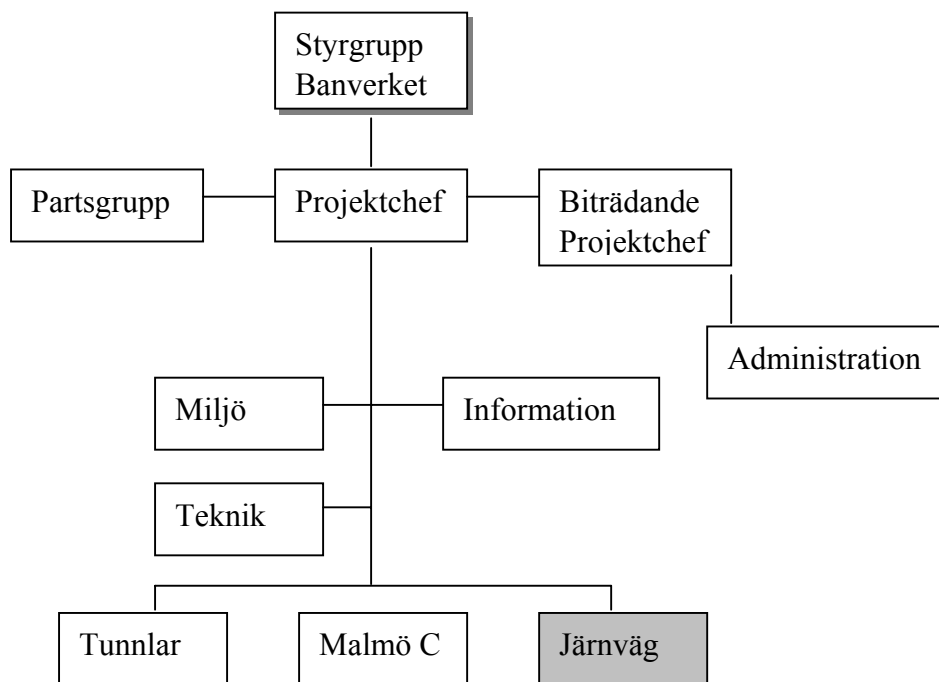 Styrgrupp
Banverket
Partsgrupp
Projektchef
Biträdande
Projektchef
Administration
Miljö
Information
Teknik
Tunnlar
Malmö C
Järnväg